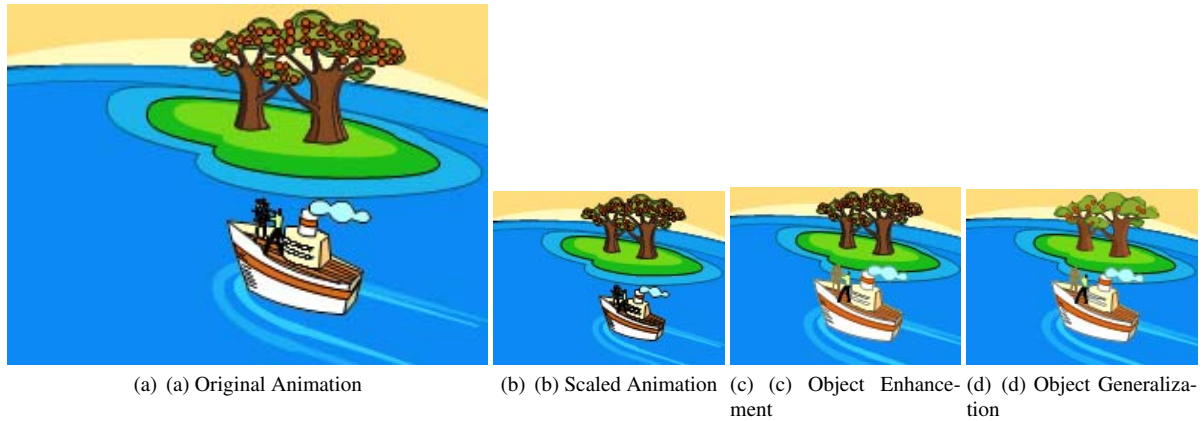 (a) (a) Original Animation
(b) (b) Scaled Animation
(c) (c) Object Enhance-
ment
(d) (d) Object Generaliza-
tion